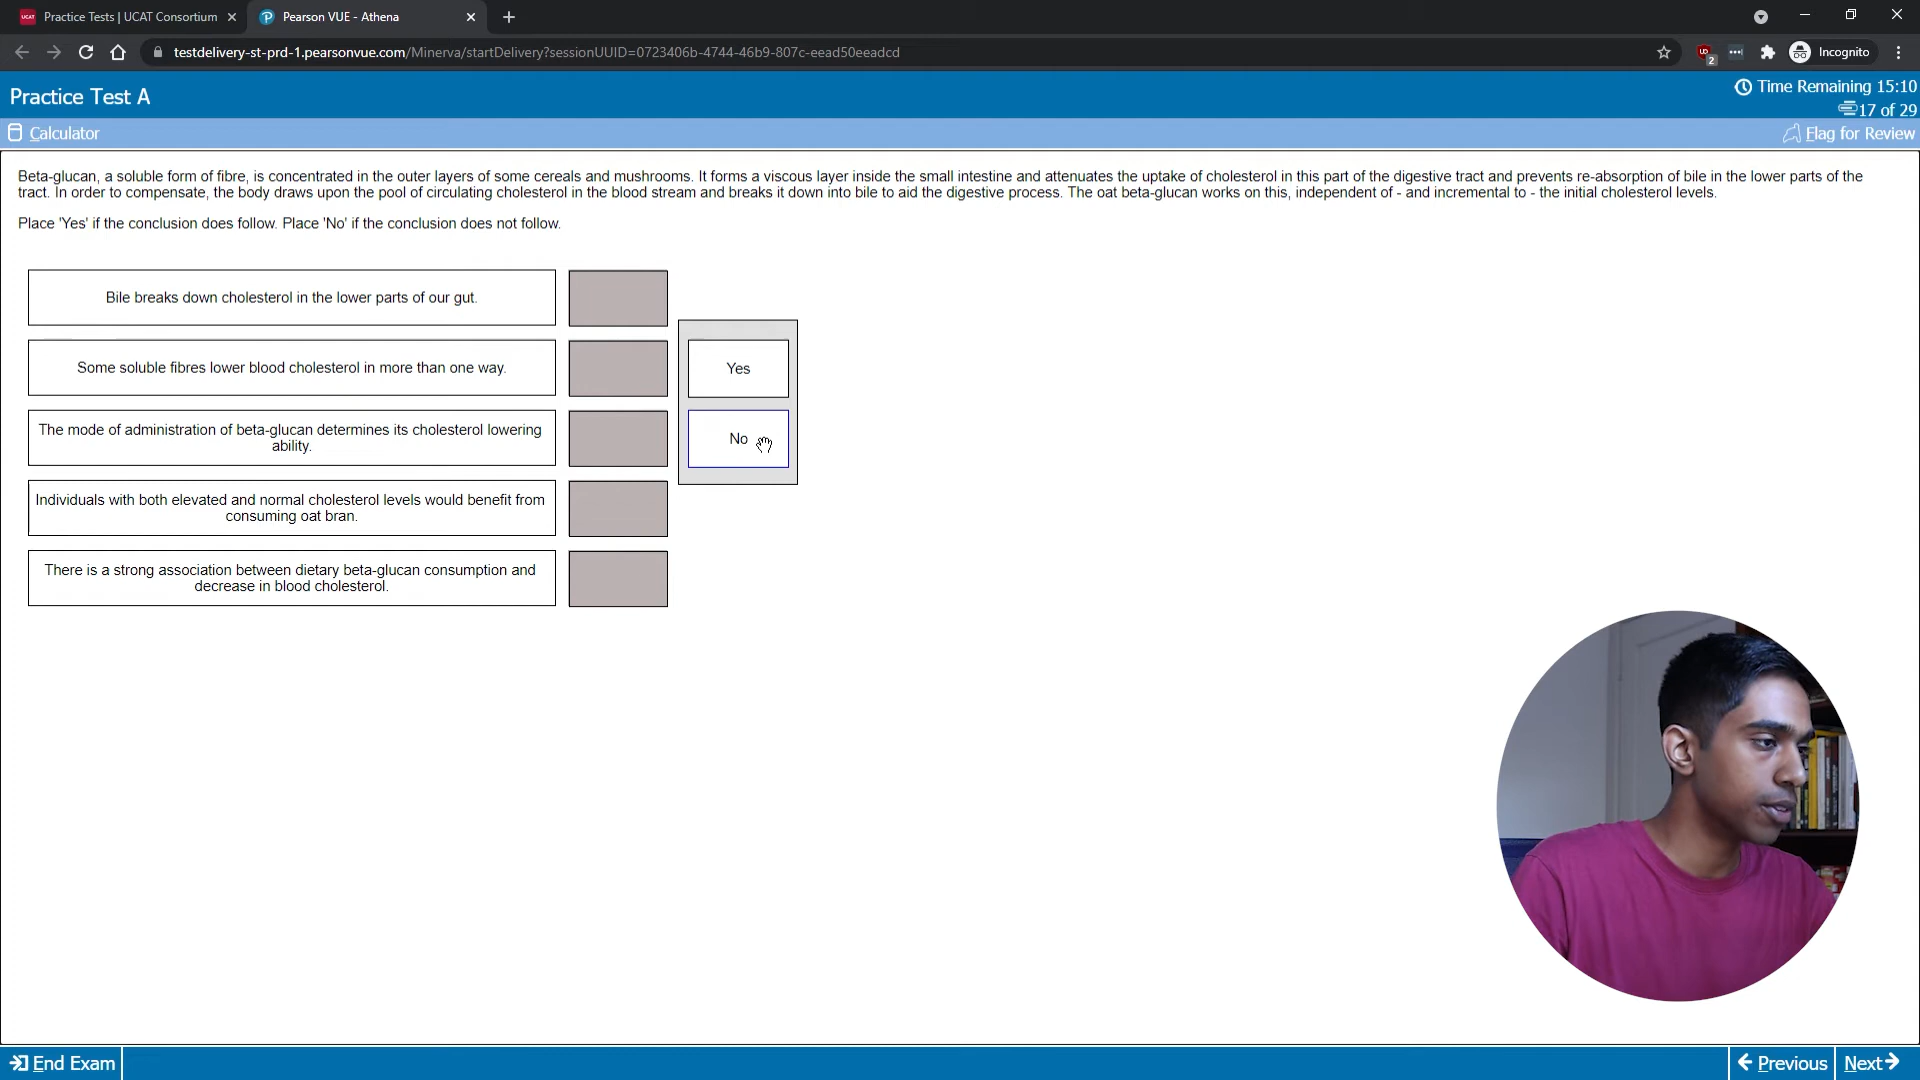 Practice Tests | UCAT Consortium
Pearson VUE - Athena
testdelivery-st-prd-1.pearsonvue.com/Minerva/startDelivery?sessionUUID=0723406b-4744-46b9-807c-eead50eeadcd
2
Incognito
Practice Test A
Time Remaining 15:10
17 of 29
Calculator
Flag for Review
Beta-glucan, a soluble form of fibre, is concentrated in the outer layers of some cereals and mushrooms. It forms a viscous layer inside the small intestine and attenuates the uptake of cholesterol in this part of the digestive tract and prevents re-absorption of bile in the lower parts of the
tract. In order to compensate, the body draws upon the pool of circulating cholesterol in the blood stream and breaks it down into bile to aid the digestive process. The oat beta-glucan works on this, independent of - and incremental to - the initial cholesterol levels.
Place 'Yes' if the conclusion does follow. Place 'No' if the conclusion does not follow.
Bile breaks down cholesterol in the lower parts of our gut.
Some soluble fibres lower blood cholesterol in more than one way.
Yes
The mode of administration of beta-glucan determines its cholesterol lowering
ability.
No
Individuals with both elevated and normal cholesterol levels would benefit from
consuming oat bran.
There is a strong association between dietary beta-glucan consumption and
decrease in blood cholesterol.
End Exam
Previous
Next